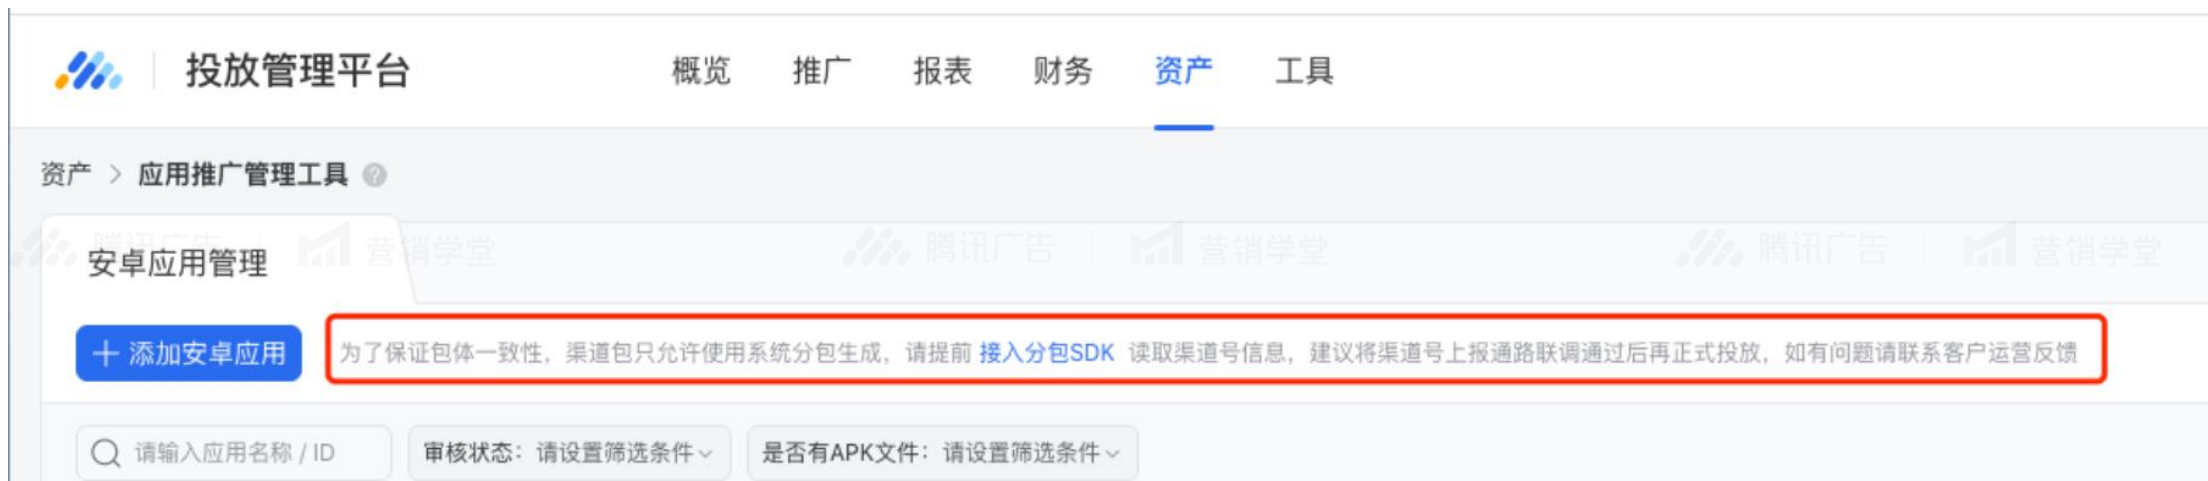 投放管理平台 概览 推广 报表 财务 资产 工具
资产 > 应用推广管理工具 ?
安卓应用管理
腾讯广告 | 营销学堂 腾讯广告 | 营销学堂 腾讯广告 | 营销学堂
+ 添加安卓应用 为了保证包体一致性，渠道包只允许使用系统分包生成，请提前 接入分包SDK 读取渠道号信息，建议将渠道号上报通路联调通过后再正式投放，如有问题请联系客户运营反馈
请输入应用名称 / ID 审核状态：请设置筛选条件 是否有APK文件：请设置筛选条件